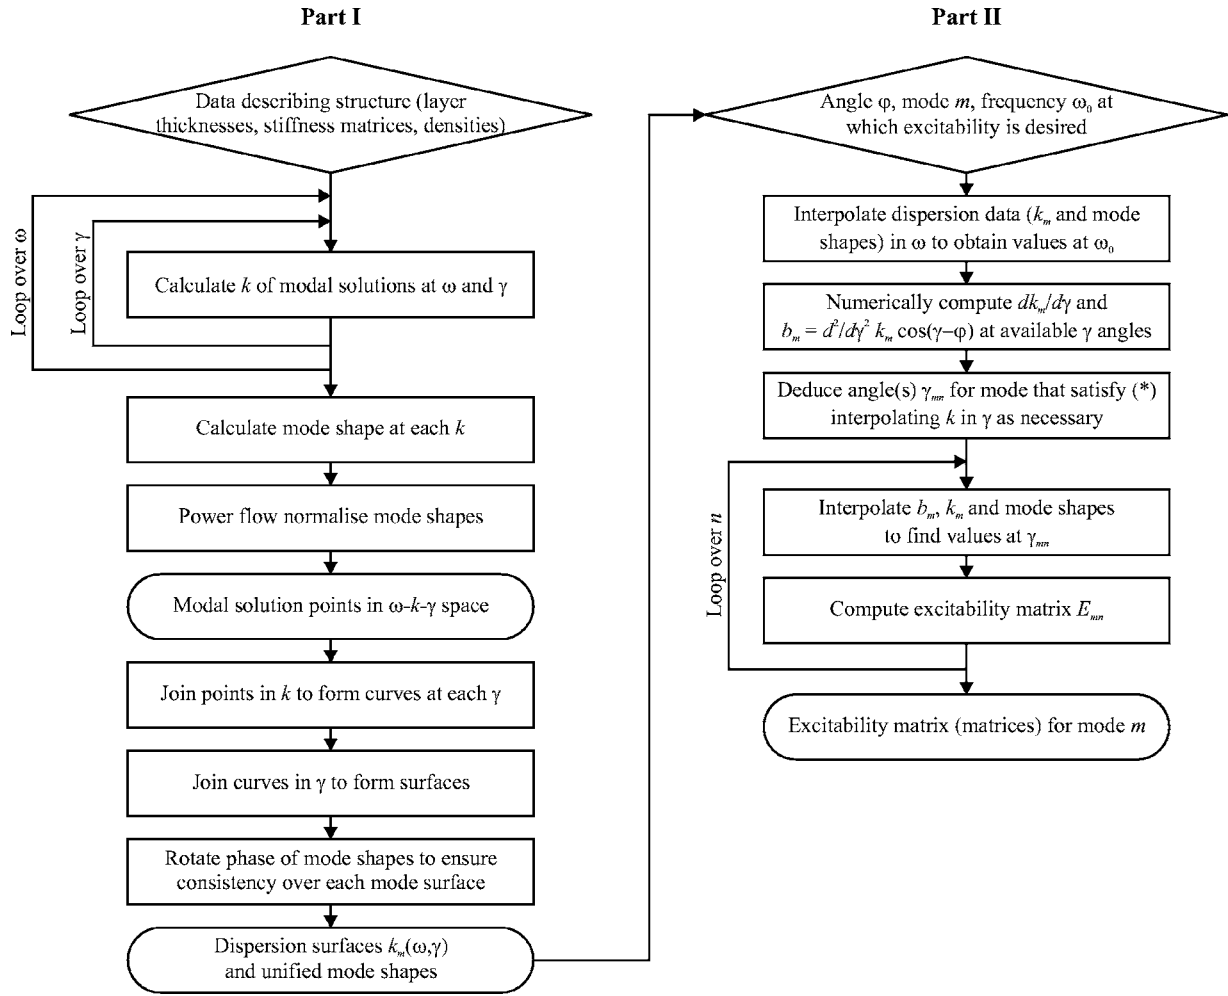 Part I
Data describing structure (layer
thicknesses, stiffness matrices, densities)
Loop over ω
Loop over γ
Calculate k of modal solutions at ω and γ
Calculate mode shape at each k
Power flow normalise mode shapes
Modal solution points in ω-k-γ space
Join points in k to form curves at each γ
Join curves in γ to form surfaces
Rotate phase of mode shapes to ensure
consistency over each mode surface
Dispersion surfaces kₘ(ω,γ)
and unified mode shapes
Part II
Angle φ, mode m, frequency ω₀ at
which excitability is desired
Interpolate dispersion data (kₘ and mode
shapes) in ω to obtain values at ω₀
Numerically compute dkₘ/dγ and
bₘ = d²/dγ² kₘ cos(γ–φ) at available γ angles
Deduce angle(s) γₘₙ for mode that satisfy (*)
interpolating k in γ as necessary
Loop over n
Interpolate bₘ, kₘ and mode shapes
to find values at γₘₙ
Compute excitability matrix Eₘₙ
Excitability matrix (matrices) for mode m